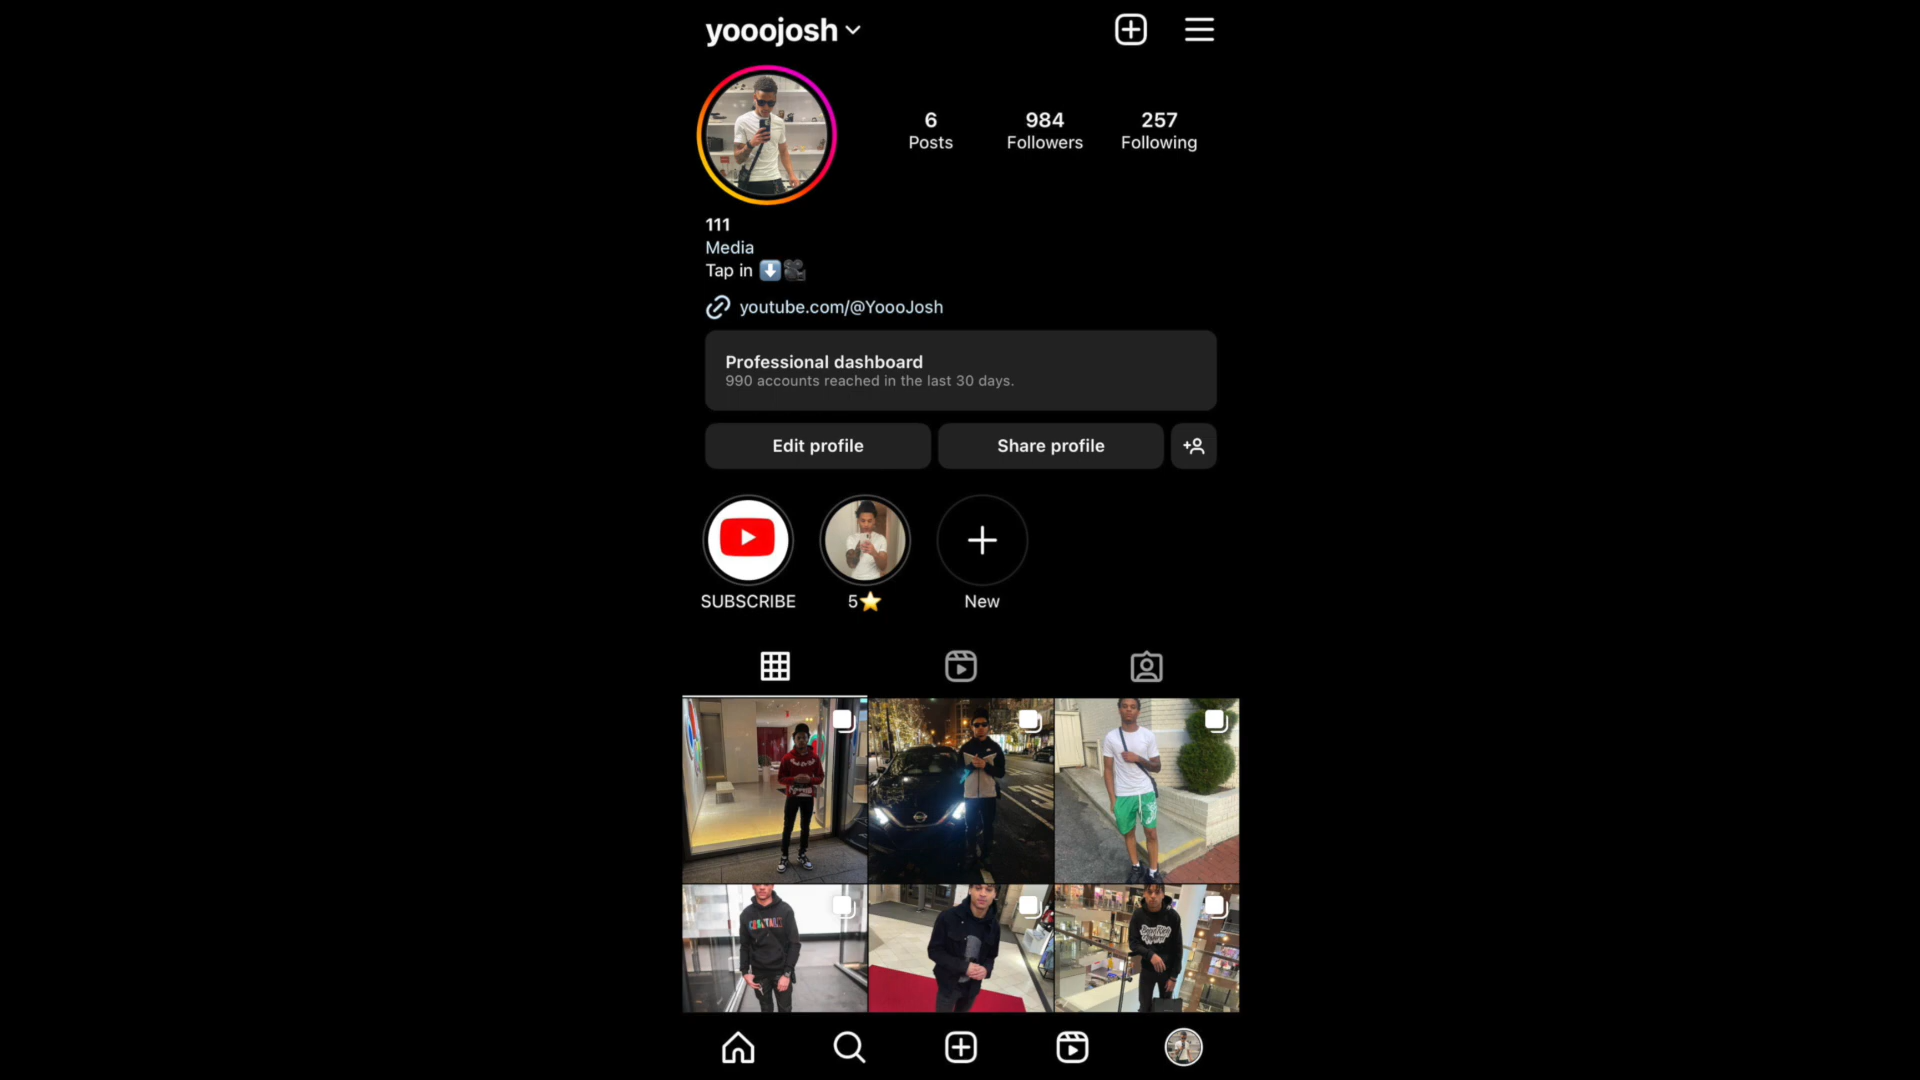 yooojosh
6 984 257
Posts Followers Following
111
Media
Tap in ⬇️🎥
youtube.com/@YoooJosh
Professional dashboard
990 accounts reached in the last 30 days.
Edit profile Share profile
SUBSCRIBE 5⭐ New